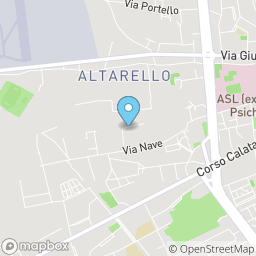 Via Portello
Via Giu
ALTARELLO
ASL (ex
Psich
Via Nave
Corso Calata
mapbox
© OpenStreetMap